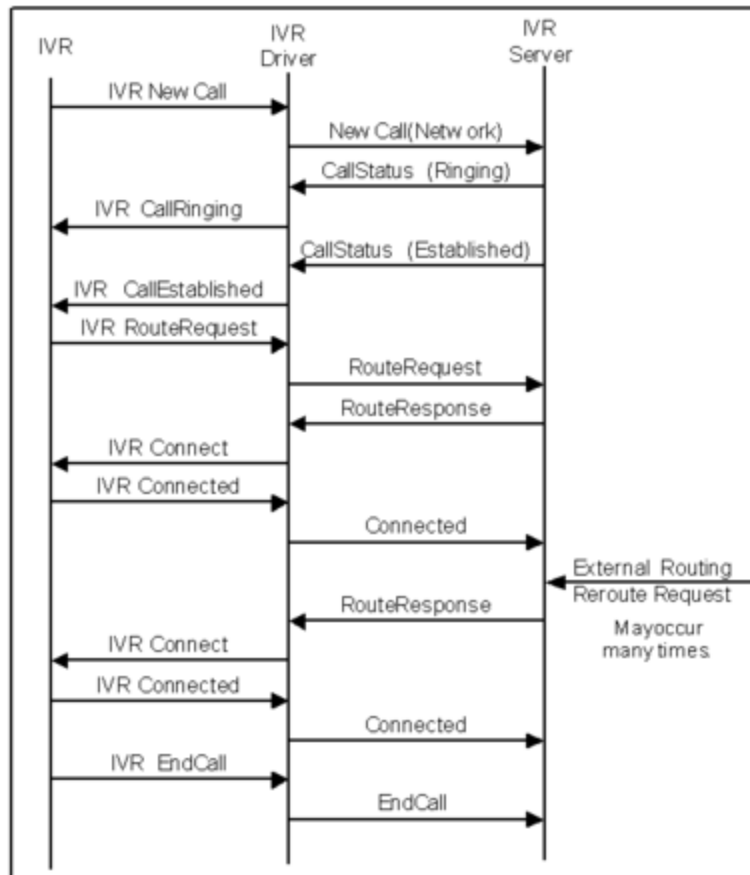 IVR
IVR
Driver
IVR
Server
IVR New Call
New Call(Network)
CallStatus (Ringing)
IVR CallRinging
CallStatus (Established)
IVR CallEstablished
IVR RouteRequest
RouteRequest
RouteResponse
IVR Connect
IVR Connected
Connected
External Routing
Reroute Request
RouteResponse
Mayoccur
many times.
IVR Connect
IVR Connected
Connected
IVR EndCall
EndCall